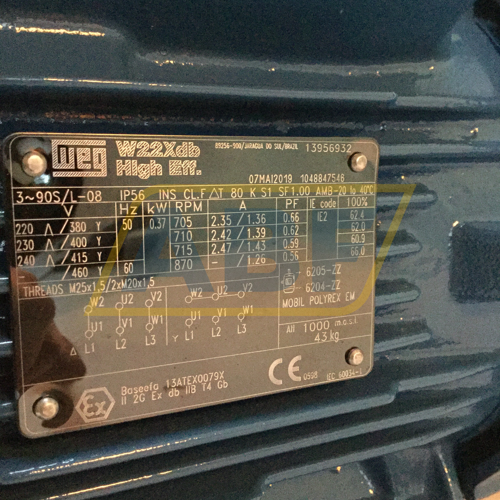 WEG W22Xdb
High Eff.
89256-900/JARAGUA DO SUL/BRAZIL 13956932
07MAI2019 1048847546
3~90S/L-08 IP56 INS CL.F ΔT 80 K S1 SF1.00 AMB-20 to 40°C
V Hz kW RPM A PF IE code 100%
220 Δ/380 Y 50 0.37 705 2.35/1.36 0.66 IE2 62.4
230 Δ/400 Y 710 2.42/1.39 0.62
240 Δ/415 Y 715 2.47/1.43 0.59 60.9
/460 Y 60 870 -/1.26 0.56 66.0
THREADS M25x1,5/2xM20x1,5
W2 U2 V2 W2 U2 V2
U1 V1 W1 U1 V1 W1
Δ L1 L2 L3 Y L1 L2 L3
6205-ZZ
6204-ZZ
MOBIL POLYREX EM
Alt 1000 m.a.s.l.
43kg
Ex
Baseefa 13ATEX0079X
II 2G Ex db IIB T4 Gb
CE IEC 60034-1